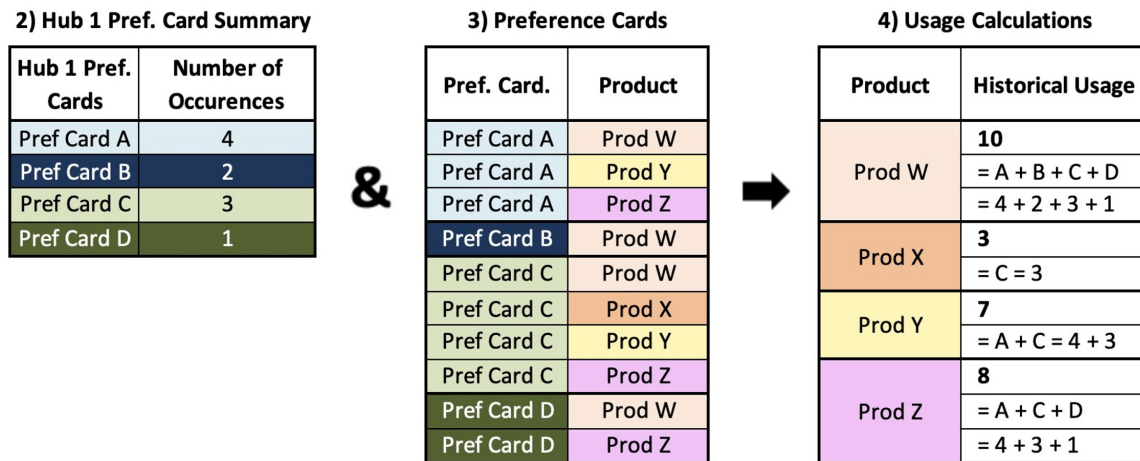 2) Hub 1 Pref. Card Summary
Hub 1 Pref. Cards
Number of Occurences
Pref Card A 4
Pref Card B 2
Pref Card C 3
Pref Card D 1
&
3) Preference Cards
Pref. Card. Product
Pref Card A Prod W
Pref Card A Prod Y
Pref Card A Prod Z
Pref Card B Prod W
Pref Card C Prod W
Pref Card C Prod X
Pref Card C Prod Y
Pref Card C Prod Z
Pref Card D Prod W
Pref Card D Prod Z
4) Usage Calculations
Product Historical Usage
Prod W
10
= A + B + C + D
= 4 + 2 + 3 + 1
Prod X
3
= C = 3
Prod Y
7
= A + C = 4 + 3
Prod Z
8
= A + C + D
= 4 + 3 + 1